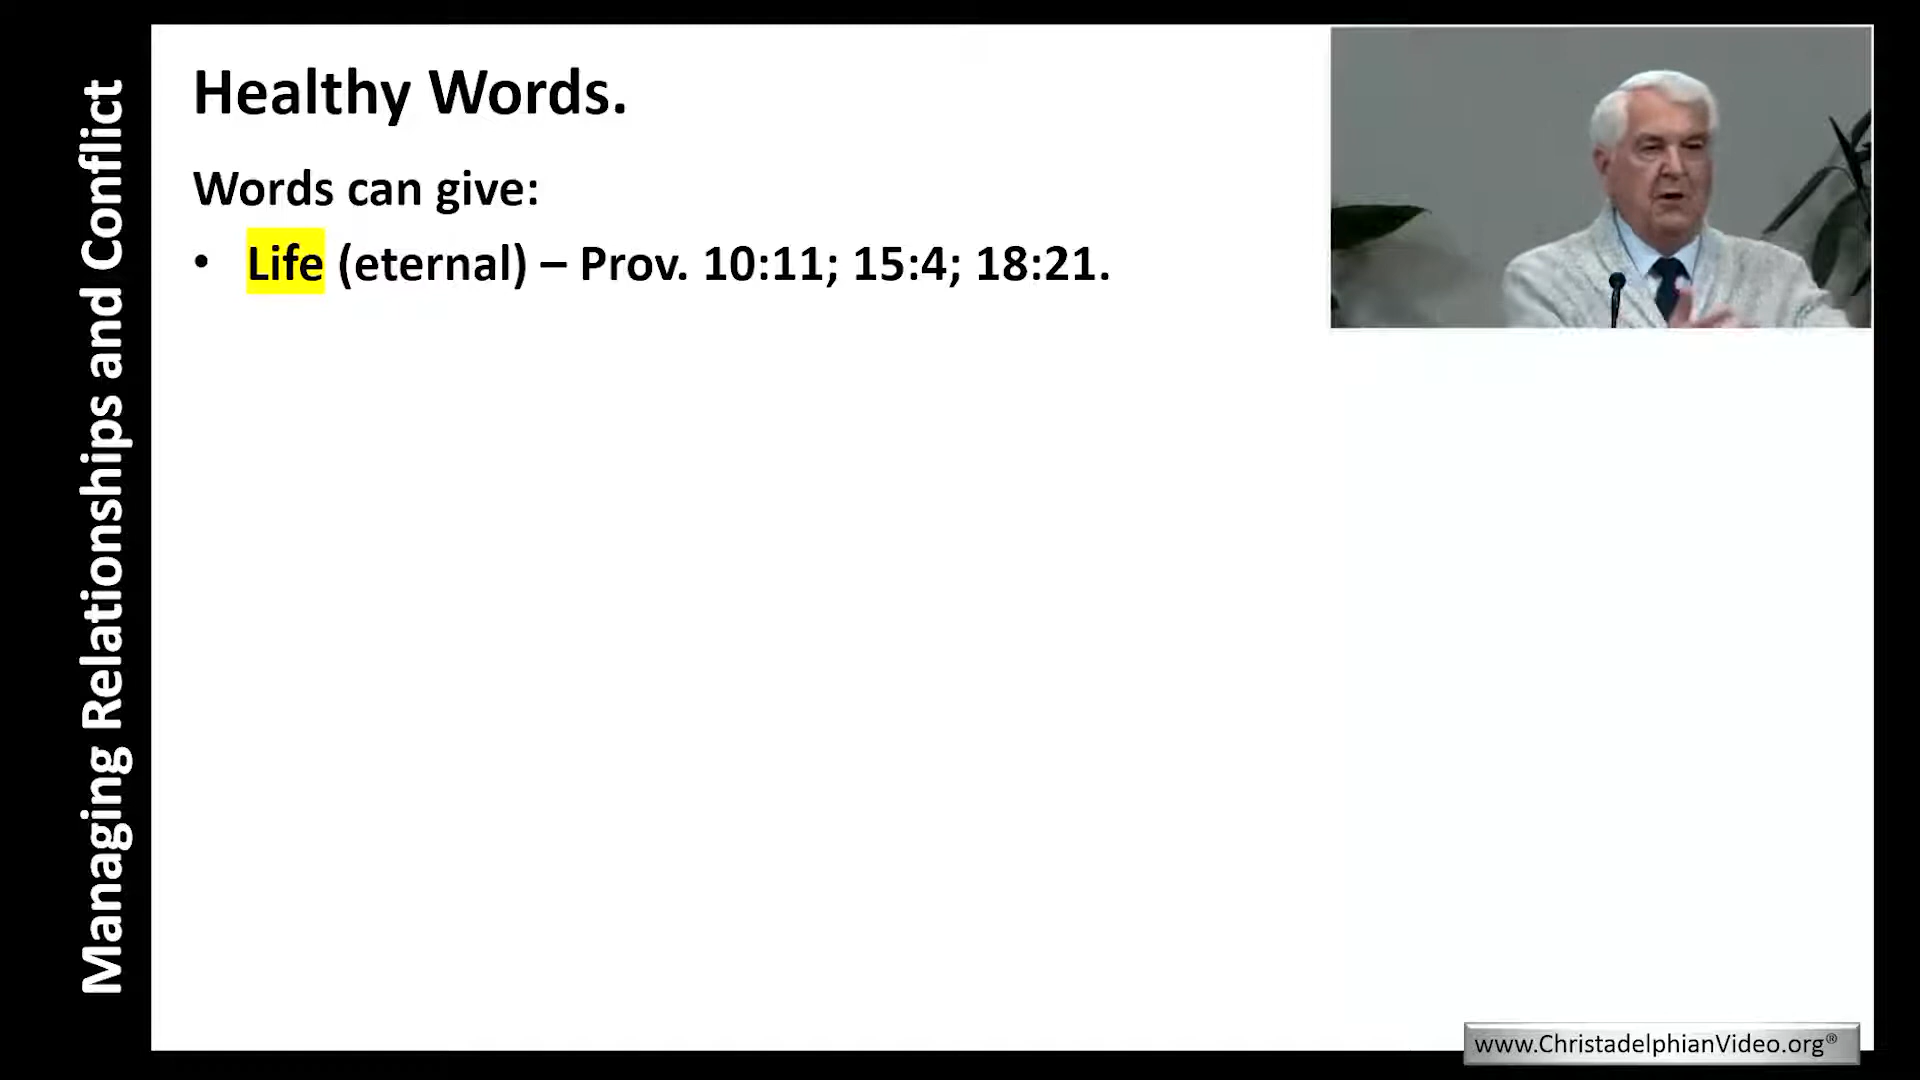 Managing Relationships and Conflict
Healthy Words.
Words can give:
• Life (eternal) – Prov. 10:11; 15:4; 18:21.
www.ChristadelphianVideo.org®